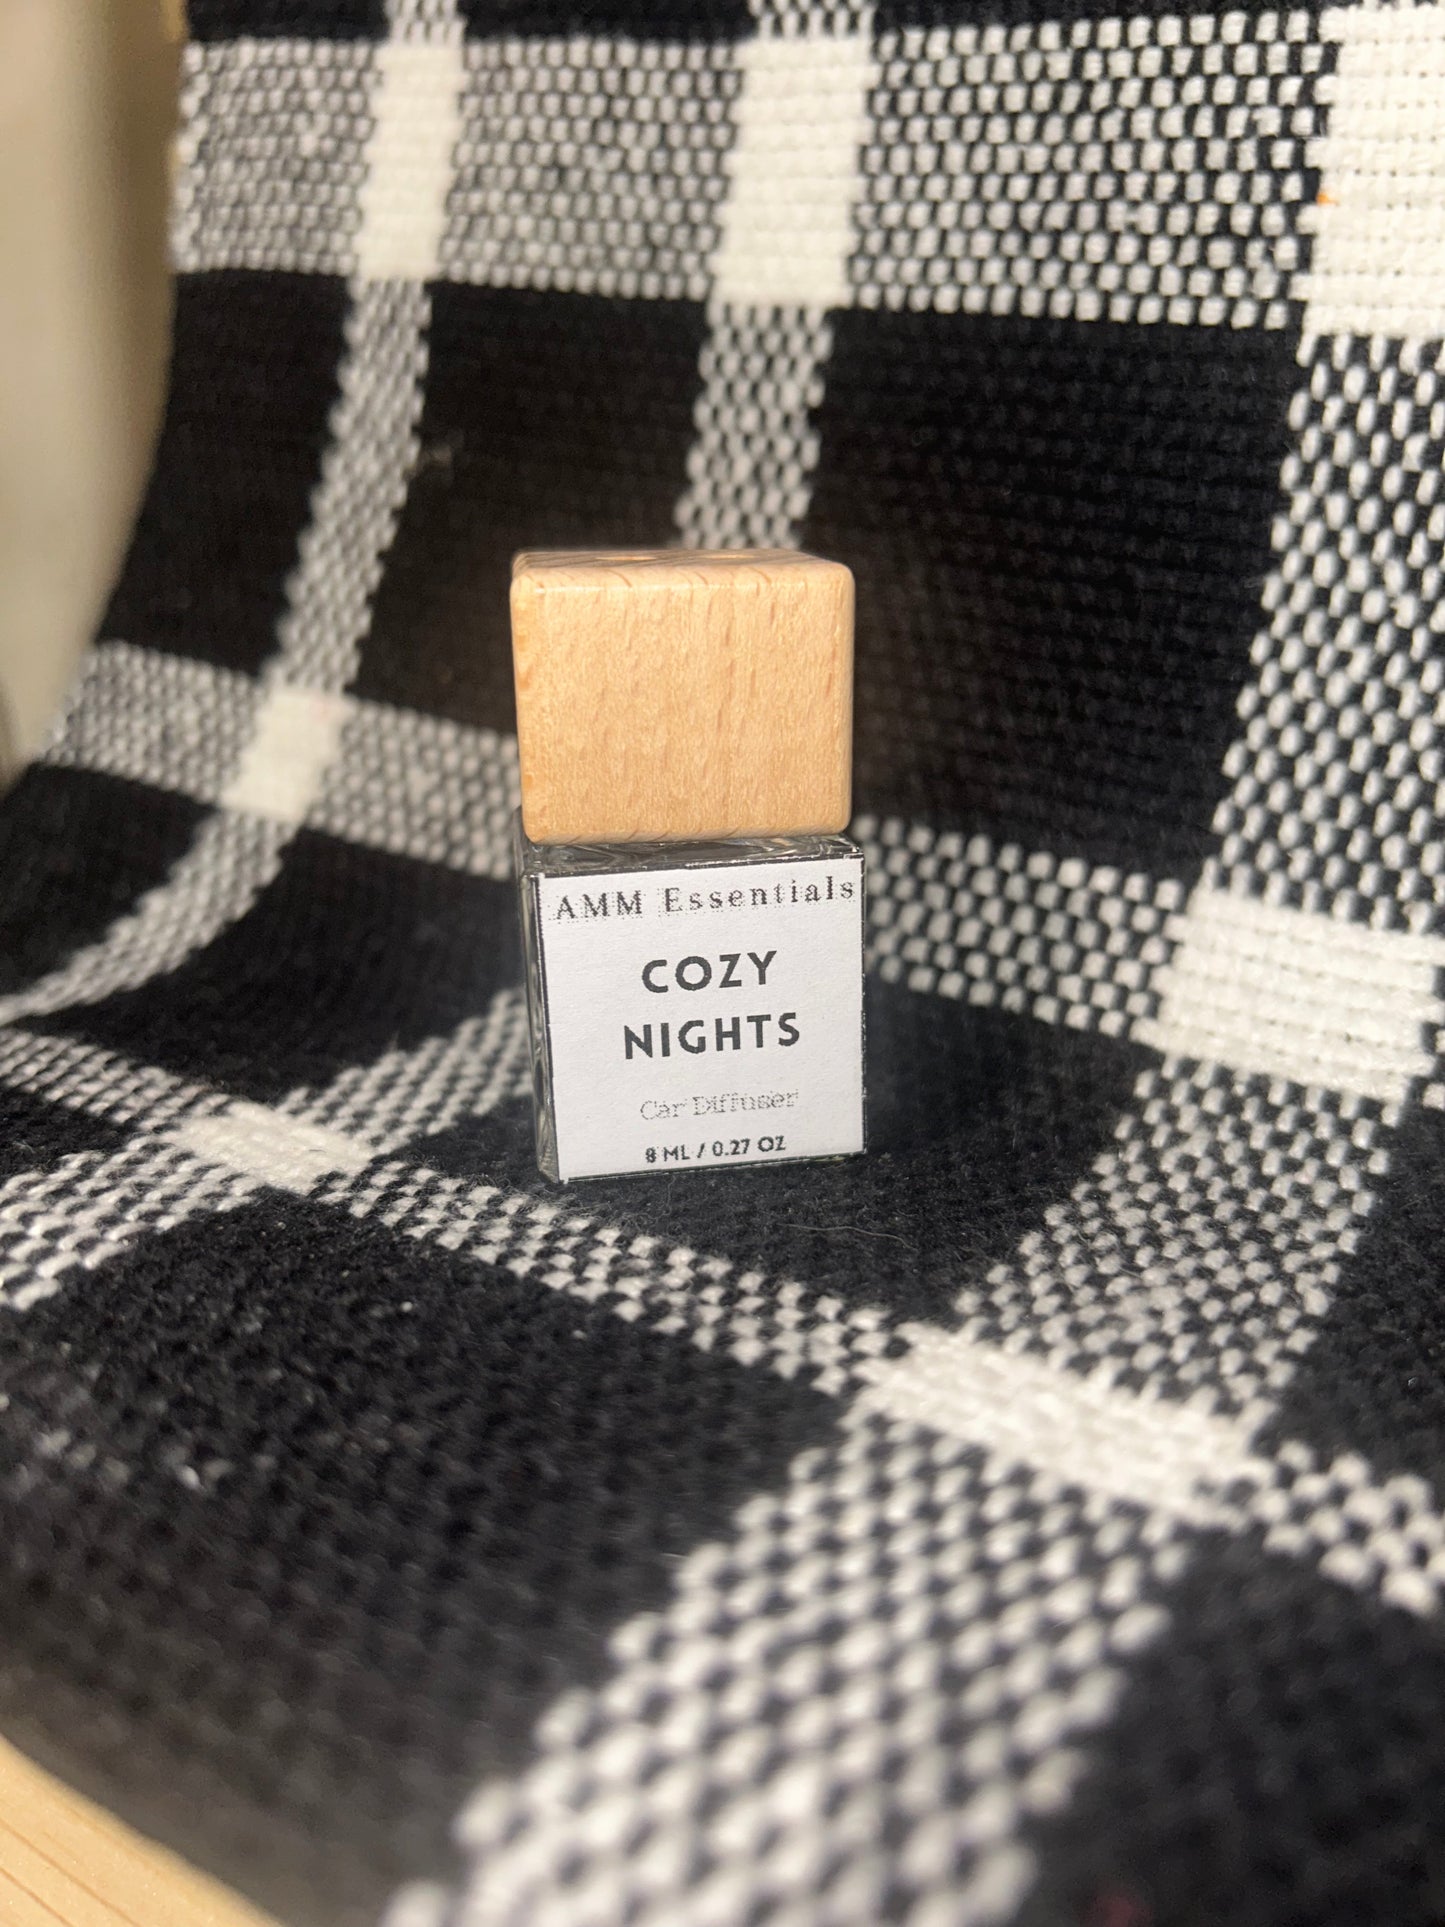 AMM Essentials
COZY
NIGHTS
Car Diffuser
8 ML / 0.27 OZ